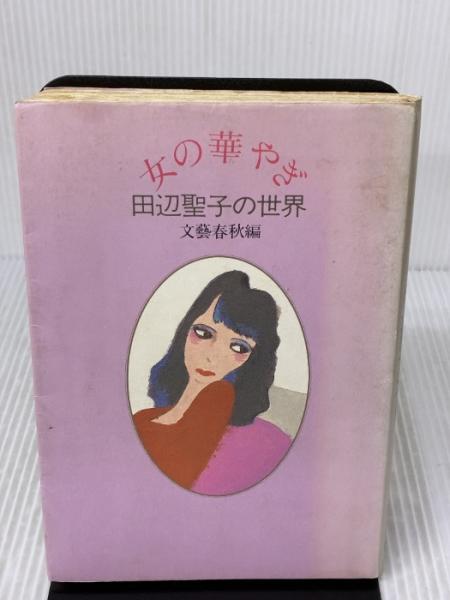 女の華やぎ
田辺聖子の世界
文藝春秋編